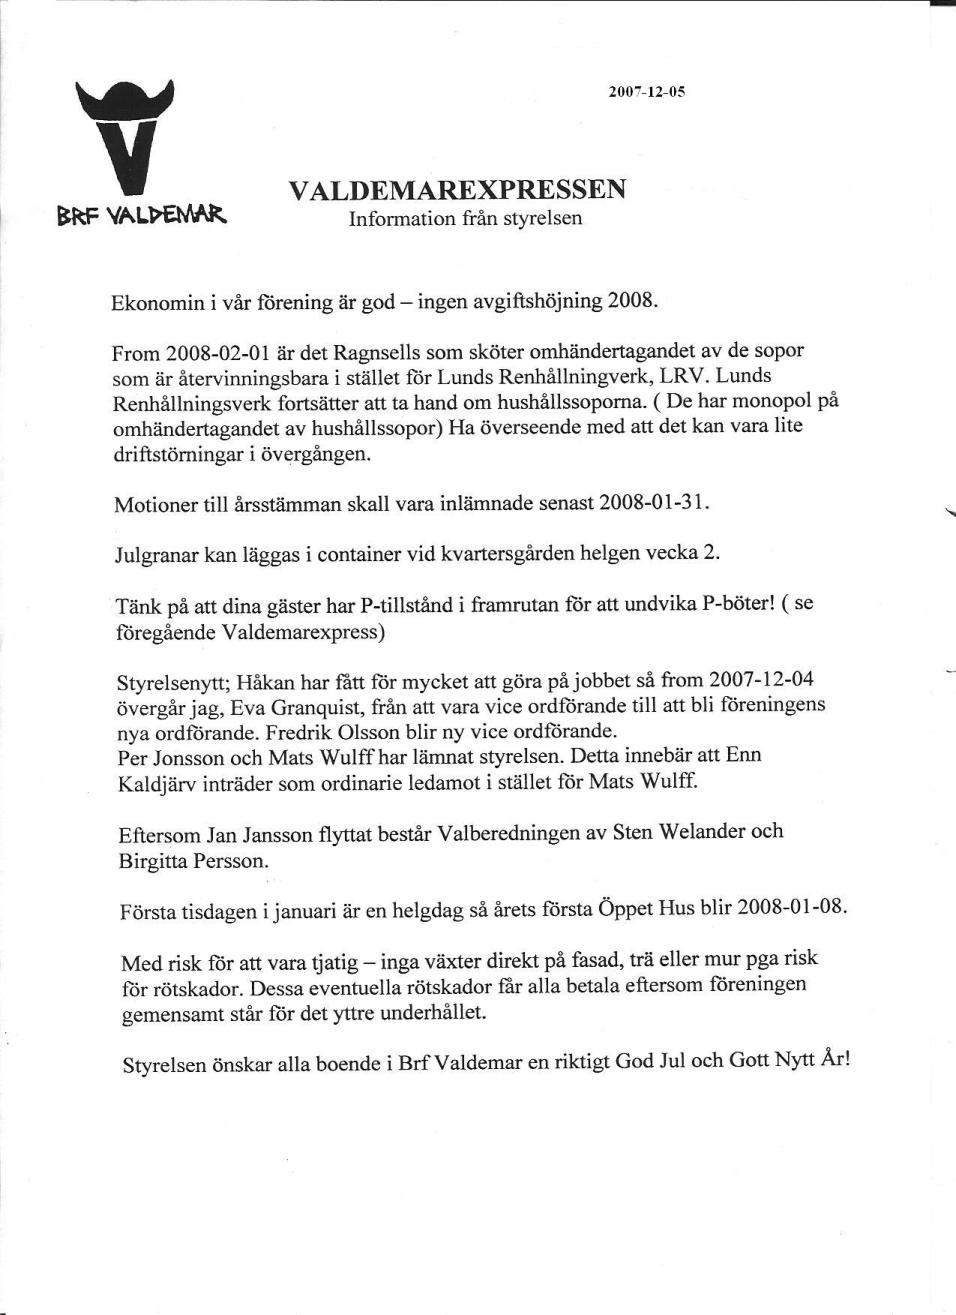 2007-12-05
BRF VALDEMAR
VALDEMAREXPRESSEN
Information från styrelsen
Ekonomin i vår förening är god – ingen avgiftshöjning 2008.
From 2008-02-01 är det Ragnsells som sköter omhändertagandet av de sopor
som är återvinningsbara i stället för Lunds Renhållningverk, LRV. Lunds
Renhållningsverk fortsätter att ta hand om hushållssoporna. ( De har monopol på
omhändertagandet av hushållssopor) Ha överseende med att det kan vara lite
driftstörningar i övergången.
Motioner till årsstämman skall vara inlämnade senast 2008-01-31.
Julgranar kan läggas i container vid kvartersgården helgen vecka 2.
Tänk på att dina gäster har P-tillstånd i framrutan för att undvika P-böter! ( se
föregående Valdemarexpress)
Styrelsenytt; Håkan har fått för mycket att göra på jobbet så from 2007-12-04
övergår jag, Eva Granquist, från att vara vice ordförande till att bli föreningens
nya ordförande. Fredrik Olsson blir ny vice ordförande.
Per Jonsson och Mats Wulff har lämnat styrelsen. Detta innebär att Enn
Kaldjärv inträder som ordinarie ledamot i stället för Mats Wulff.
Eftersom Jan Jansson flyttat består Valberedningen av Sten Welander och
Birgitta Persson.
Första tisdagen i januari är en helgdag så årets första Öppet Hus blir 2008-01-08.
Med risk för att vara tjatig – inga växter direkt på fasad, trä eller mur pga risk
för rötskador. Dessa eventuella rötskador får alla betala eftersom föreningen
gemensamt står för det yttre underhållet.
Styrelsen önskar alla boende i Brf Valdemar en riktigt God Jul och Gott Nytt År!